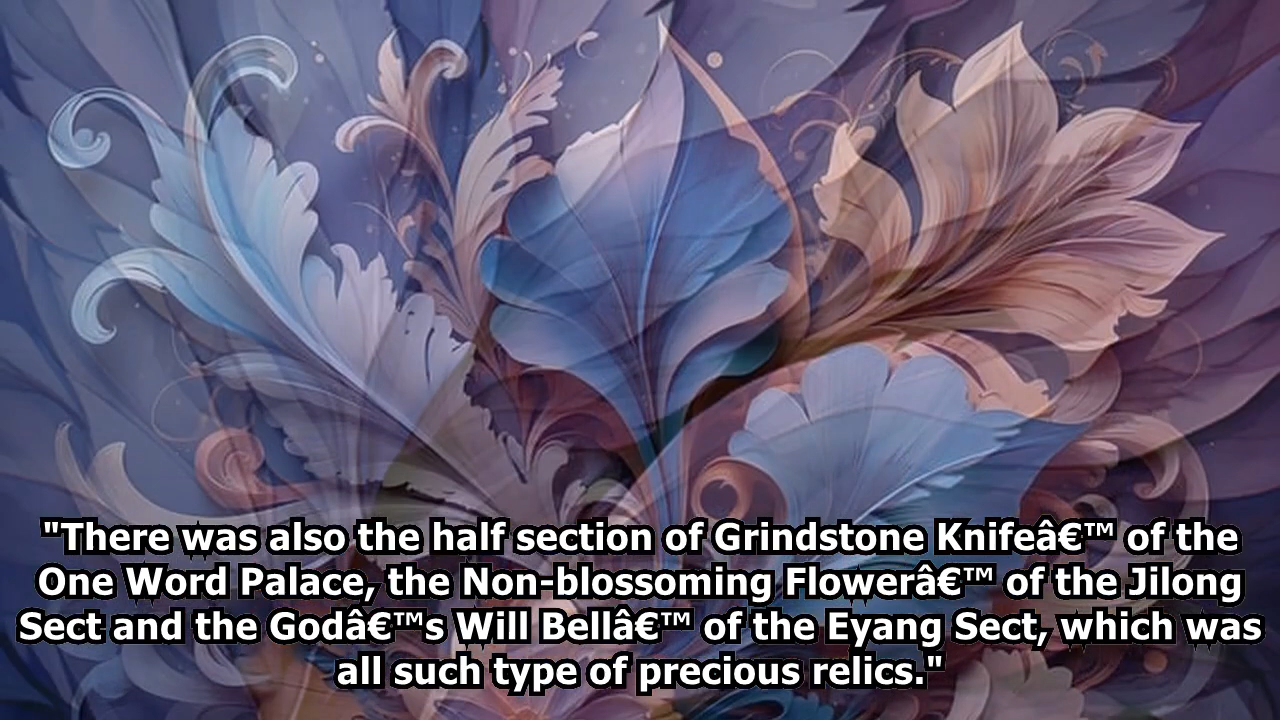 "There was also the half section of Grindstone Knifeâ€™ of the
One Word Palace, the Non-blossoming Flowerâ€™ of the Jilong
Sect and the Godâ€™s Will Bellâ€™ of the Eyang Sect, which was
all such type of precious relics."